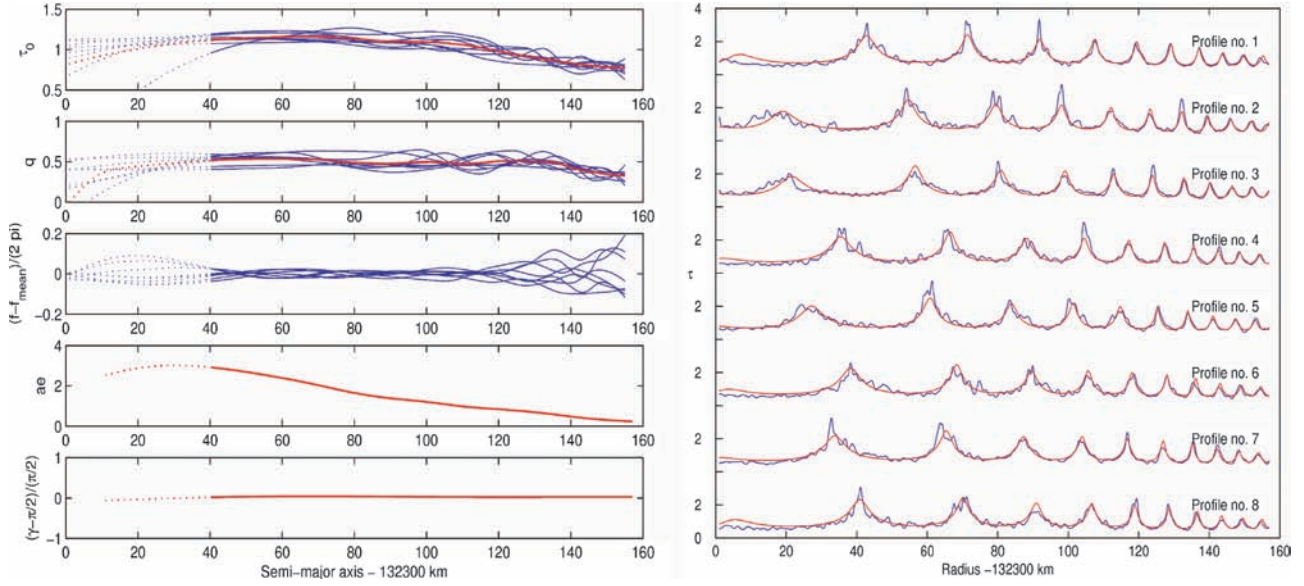 1.5
τ₀
1
0.5
0 20 40 60 80 100 120 140 160
1
q
0.5
0
0 20 40 60 80 100 120 140 160
0.2
(f−f_mean)/(2 pi)
0
−0.2
0 20 40 60 80 100 120 140 160
4
ae
2
0
0 20 40 60 80 100 120 140 160
1
(γ−π/2)/(π/2)
0
−1
0 20 40 60 80 100 120 140 160
Semi−major axis − 132300 km
4
2 Profile no. 1
2 Profile no. 2
2 Profile no. 3
2 Profile no. 4
τ
2 Profile no. 5
2 Profile no. 6
2 Profile no. 7
2 Profile no. 8
0
0 20 40 60 80 100 120 140 160
Radius −132300 km